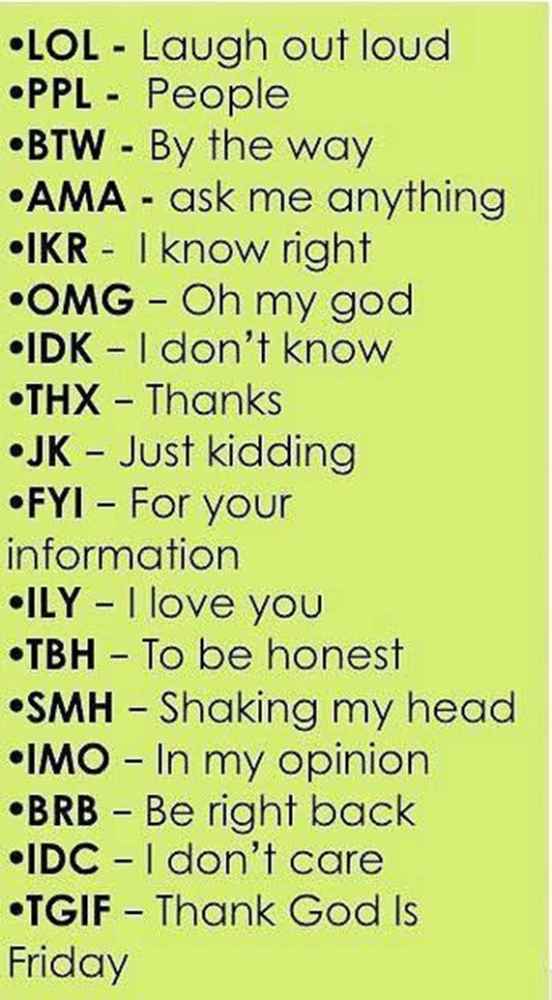 •LOL - Laugh out loud
•PPL - People
•BTW - By the way
•AMA - ask me anything
•IKR - I know right
•OMG – Oh my god
•IDK – I don't know
•THX – Thanks
•JK – Just kidding
•FYI – For your
information
•ILY – I love you
•TBH – To be honest
•SMH – Shaking my head
•IMO – In my opinion
•BRB – Be right back
•IDC – I don't care
•TGIF – Thank God Is
Friday